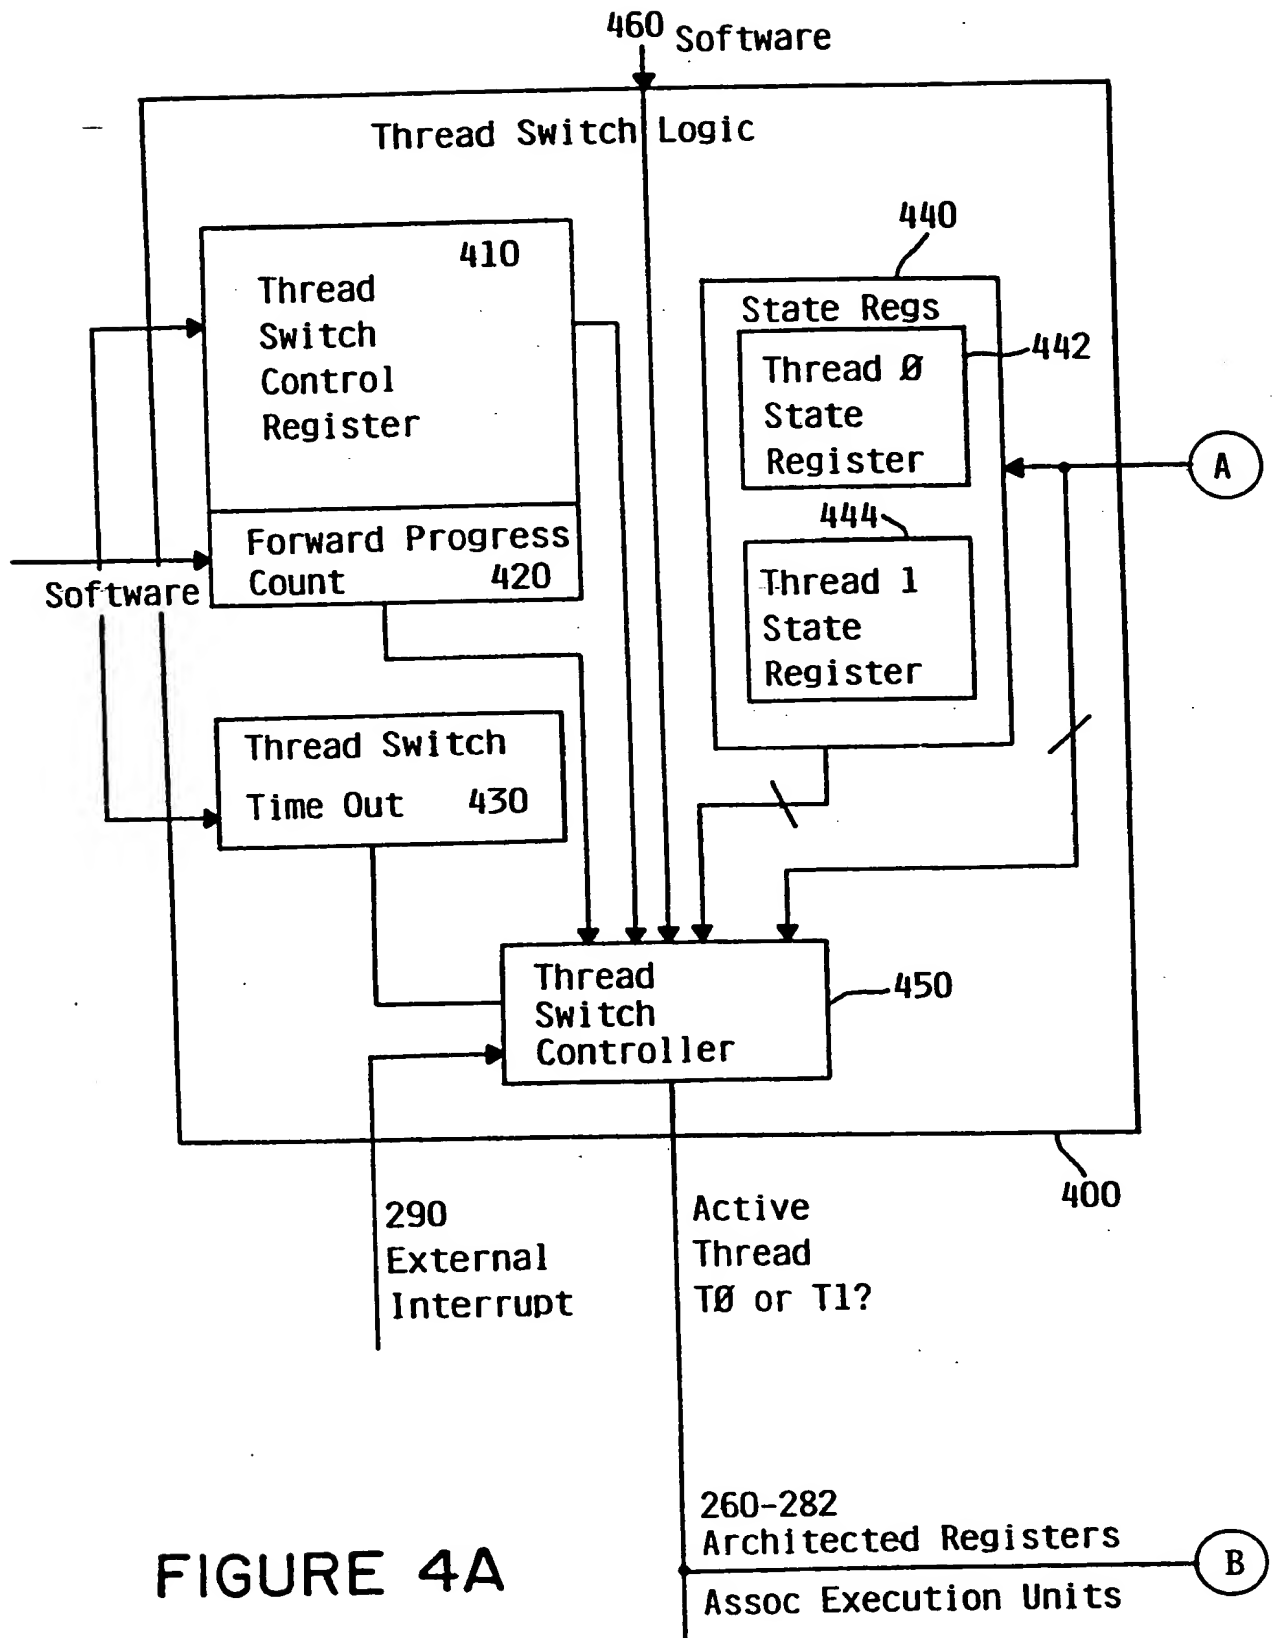 460 Software
Thread Switch Logic
410
Thread
Switch
Control
Register
Forward Progress
Count 420
Software
Thread Switch
Time Out 430
440
State Regs
442
Thread Ø
State
Register
444
Thread 1
State
Register
A
Thread
Switch
Controller
450
400
290
External
Interrupt
Active
Thread
TØ or T1?
260-282
Architected Registers
Assoc Execution Units
B
FIGURE 4A